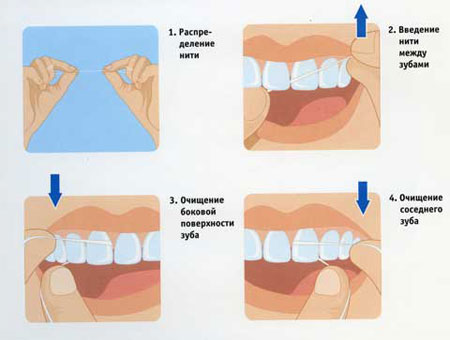 1. Распре-
деление
нити
2. Введение
нити
между
зубами
3. Очищение
боковой
поверхности
зуба
4. Очищение
соседнего
зуба